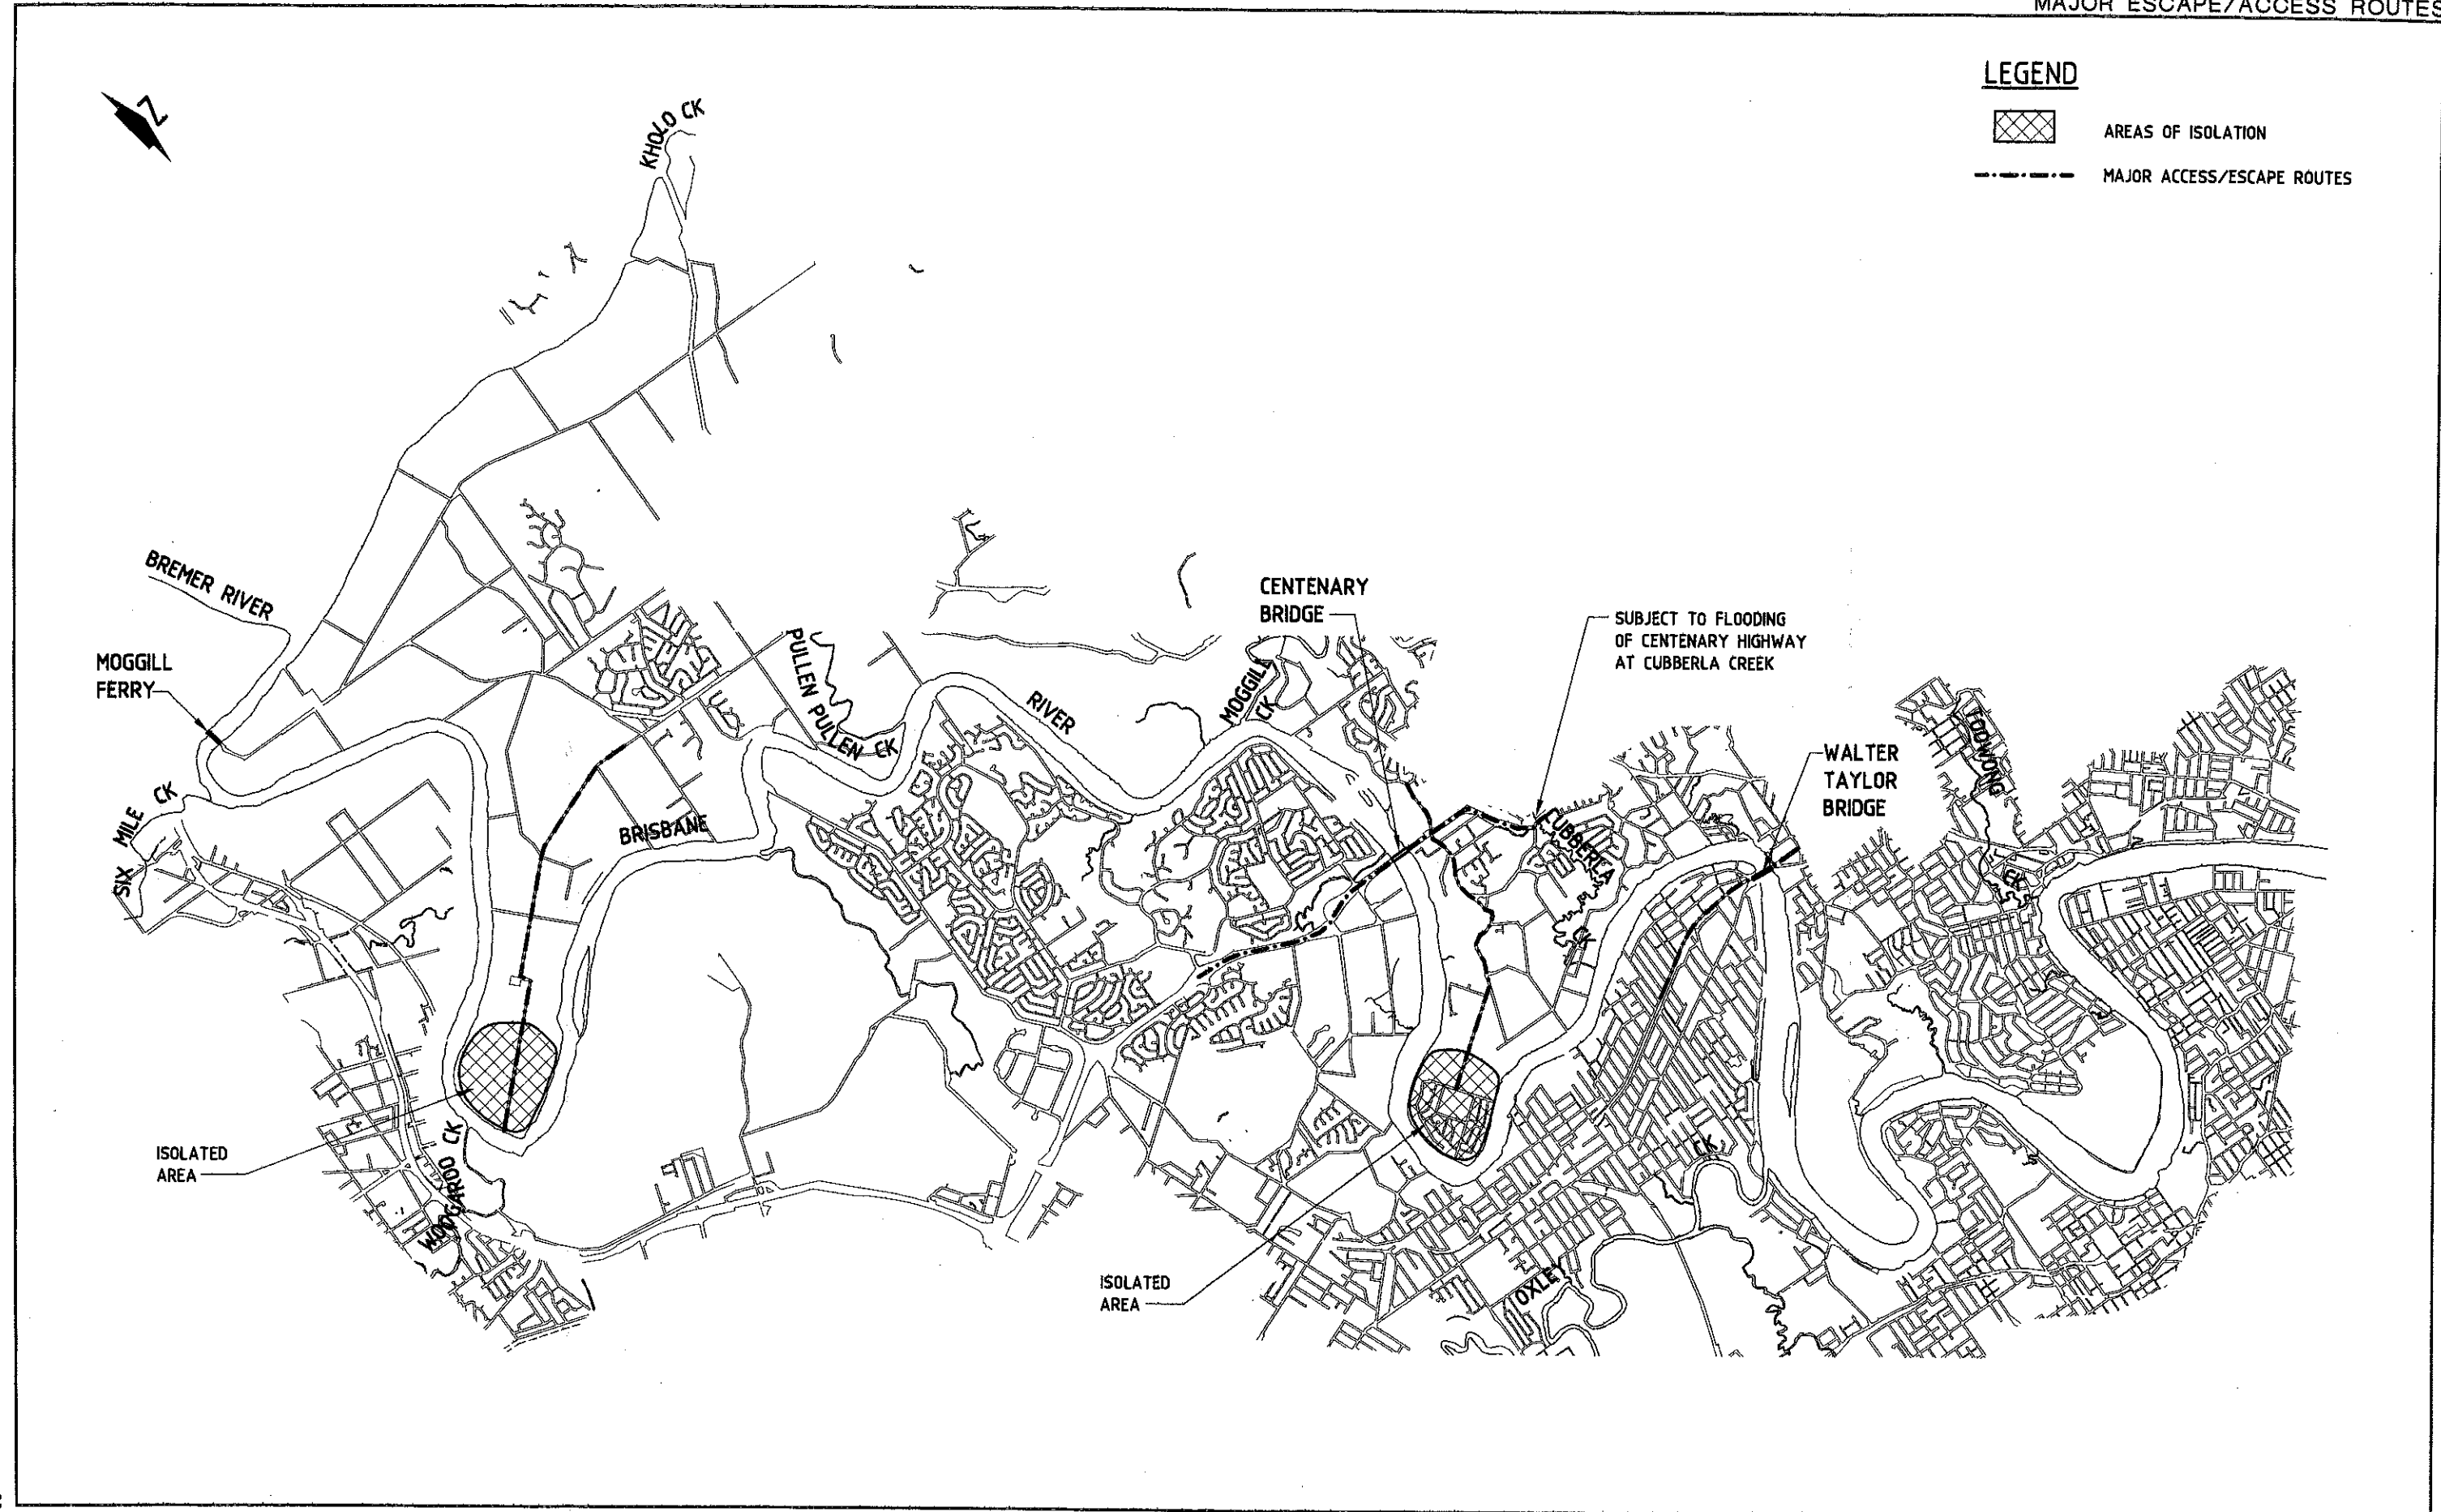 MAJOR ESCAPE/ACCESS ROUTES
LEGEND
AREAS OF ISOLATION
MAJOR ACCESS/ESCAPE ROUTES
N
KHOLO CK
BREMER RIVER
MOGGILL
FERRY
SIX MILE CK
PULLEN PULLEN CK
BRISBANE
RIVER
MOGGILL
CK
CENTENARY
BRIDGE
SUBJECT TO FLOODING
OF CENTENARY HIGHWAY
AT CUBBERLA CREEK
CUBBERLA
CK
WALTER
TAYLOR
BRIDGE
TOOWONG
CK
ISOLATED
AREA
WOOGAROO CK
ISOLATED
AREA
OXLEY
CK